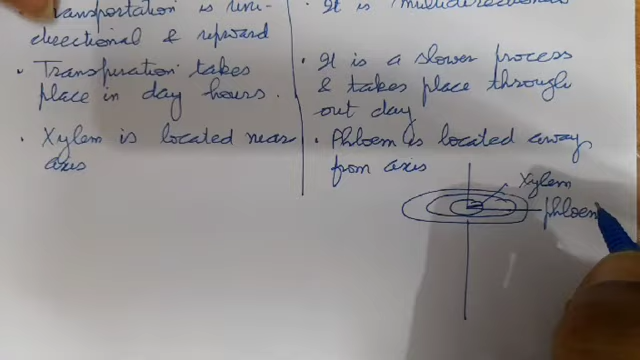 Transportation is uni-
directional & upward
· Transpiration takes
place in day hours.
· Xylem is located near
axis
· It is multidirectional
· It is a slower process
& takes place through
out day
· Phloem is located away
from axis
Xylem
phloem